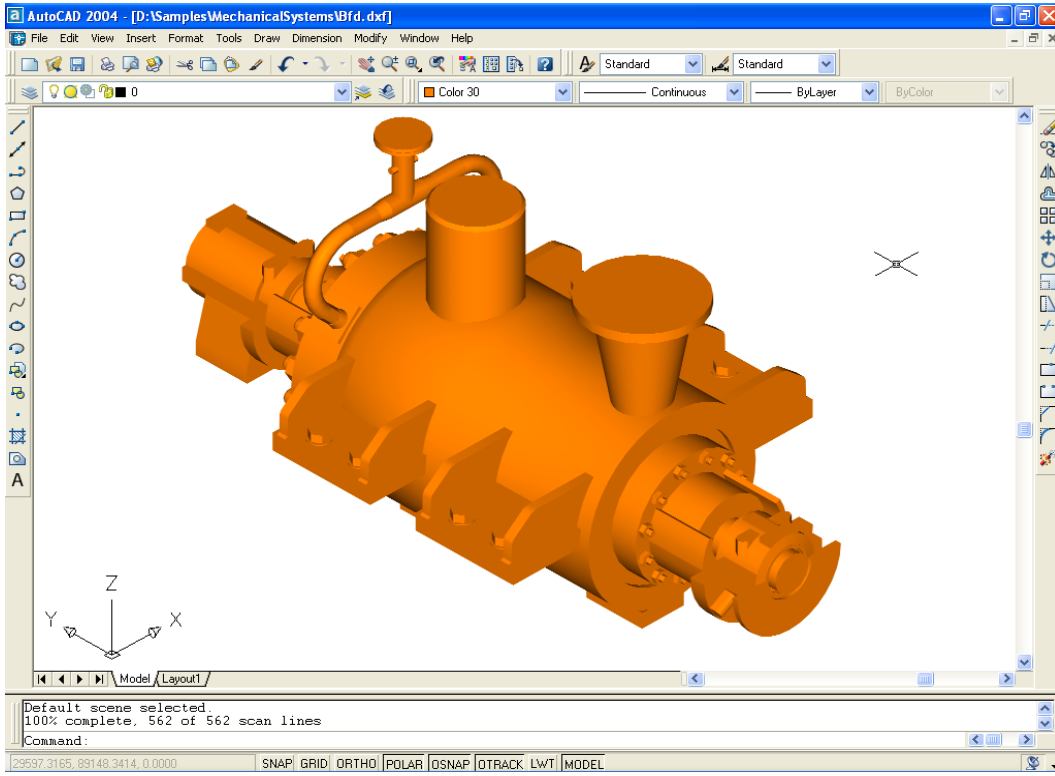 AutoCAD 2004 - [D:\Samples\MechanicalSystems\Bfd.dxf]
File Edit View Insert Format Tools Draw Dimension Modify Window Help
Standard Standard
0 Color 30 Continuous ByLayer ByColor
A
Z
Y X
Model Layout1
Default scene selected.
100% complete, 562 of 562 scan lines
Command:
29597.3165, 89148.3414, 0.0000 SNAP GRID ORTHO POLAR OSNAP OTRACK LWT MODEL